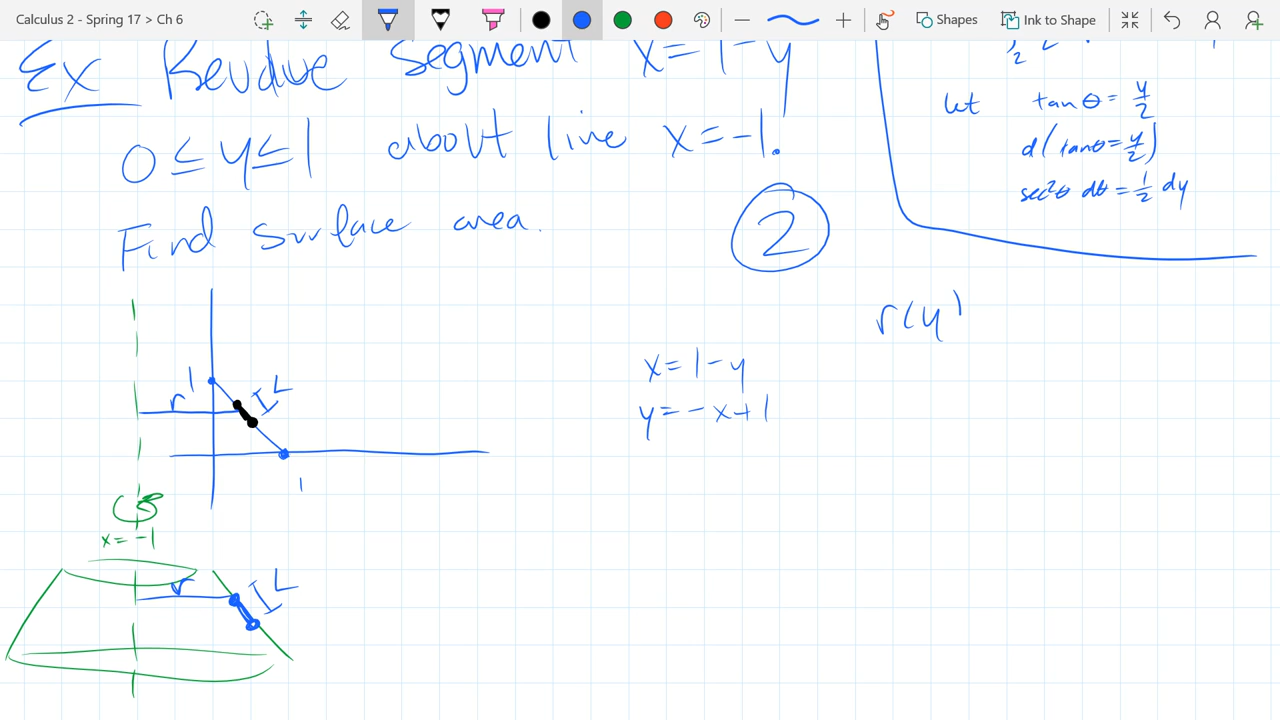 Calculus 2 - Spring 17 > Ch 6
Shapes
Ink to Shape
Ex Revolve Segment x = 1 - y
0 ≤ y ≤ 1 about line x = -1.
Find surface area.
2
let tan θ = y/2
d(tan θ = y/2)
sec²θ dθ = 1/2 dy
r(y)
x = 1 - y
y = - x + 1
1
r
L
1
x = -1
r
L